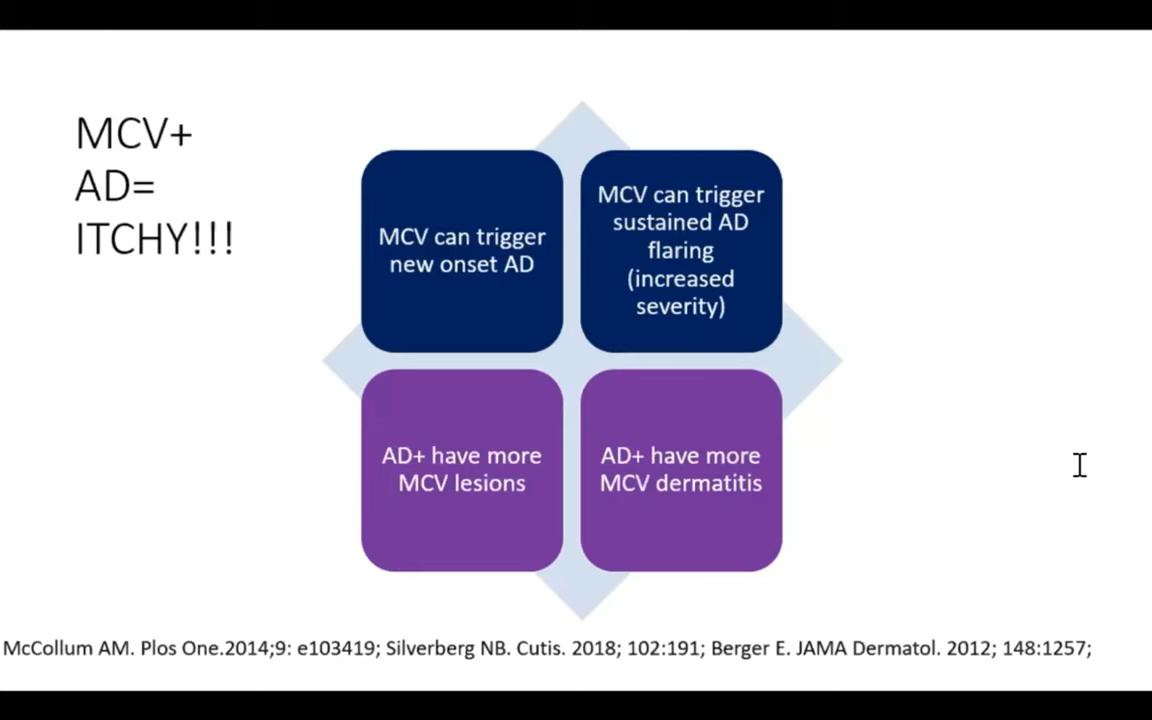 MCV+
AD=
ITCHY!!!
MCV can trigger
new onset AD
MCV can trigger
sustained AD
flaring
(increased
severity)
AD+ have more
MCV lesions
AD+ have more
MCV dermatitis
McCollum AM. Plos One.2014;9: e103419; Silverberg NB. Cutis. 2018; 102:191; Berger E. JAMA Dermatol. 2012; 148:1257;